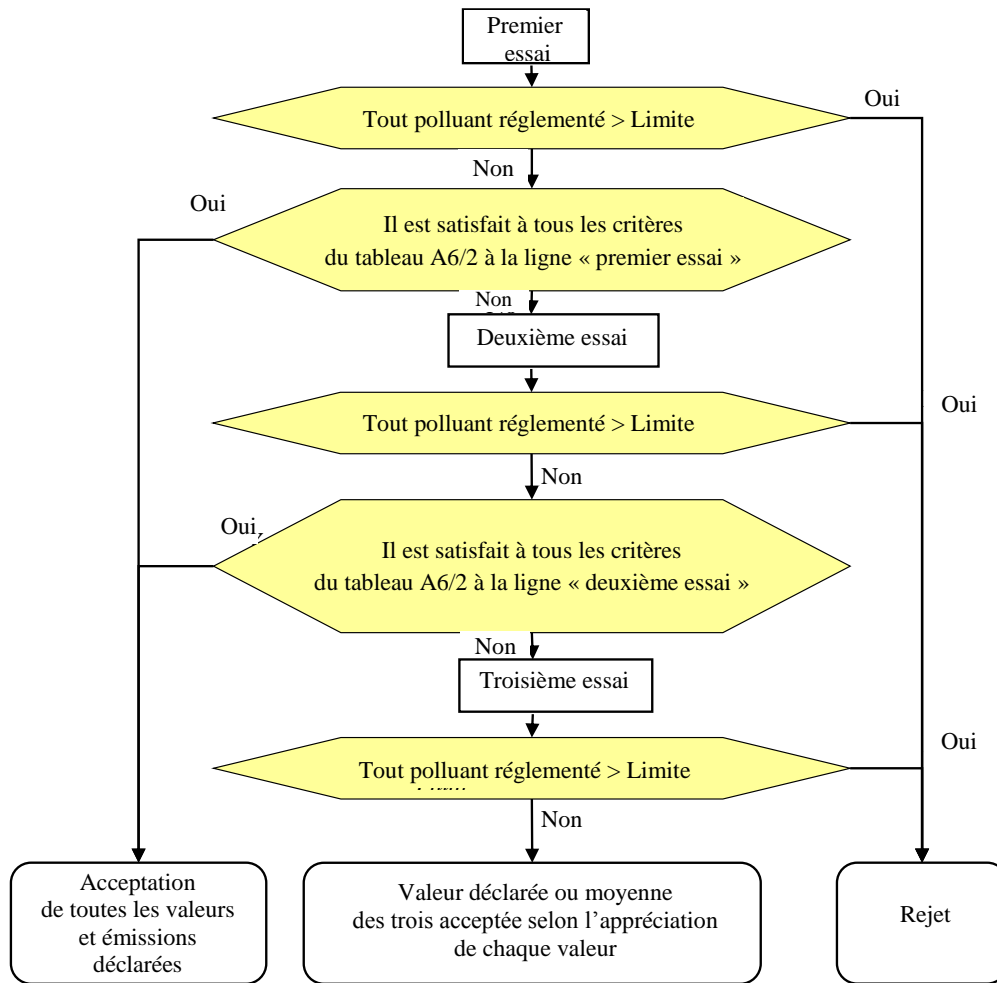 Premier
essai
Oui
Tout polluant réglementé > Limite
Non
Oui
Il est satisfait à tous les critères
du tableau A6/2 à la ligne « premier essai »
Non
Deuxième essai
Oui
Tout polluant réglementé > Limite
Non
Oui
Il est satisfait à tous les critères
du tableau A6/2 à la ligne « deuxième essai »
Non
Troisième essai
Oui
Tout polluant réglementé > Limite
Non
Acceptation
de toutes les valeurs
et émissions
déclarées
Valeur déclarée ou moyenne
des trois acceptée selon l’appréciation
de chaque valeur
Rejet